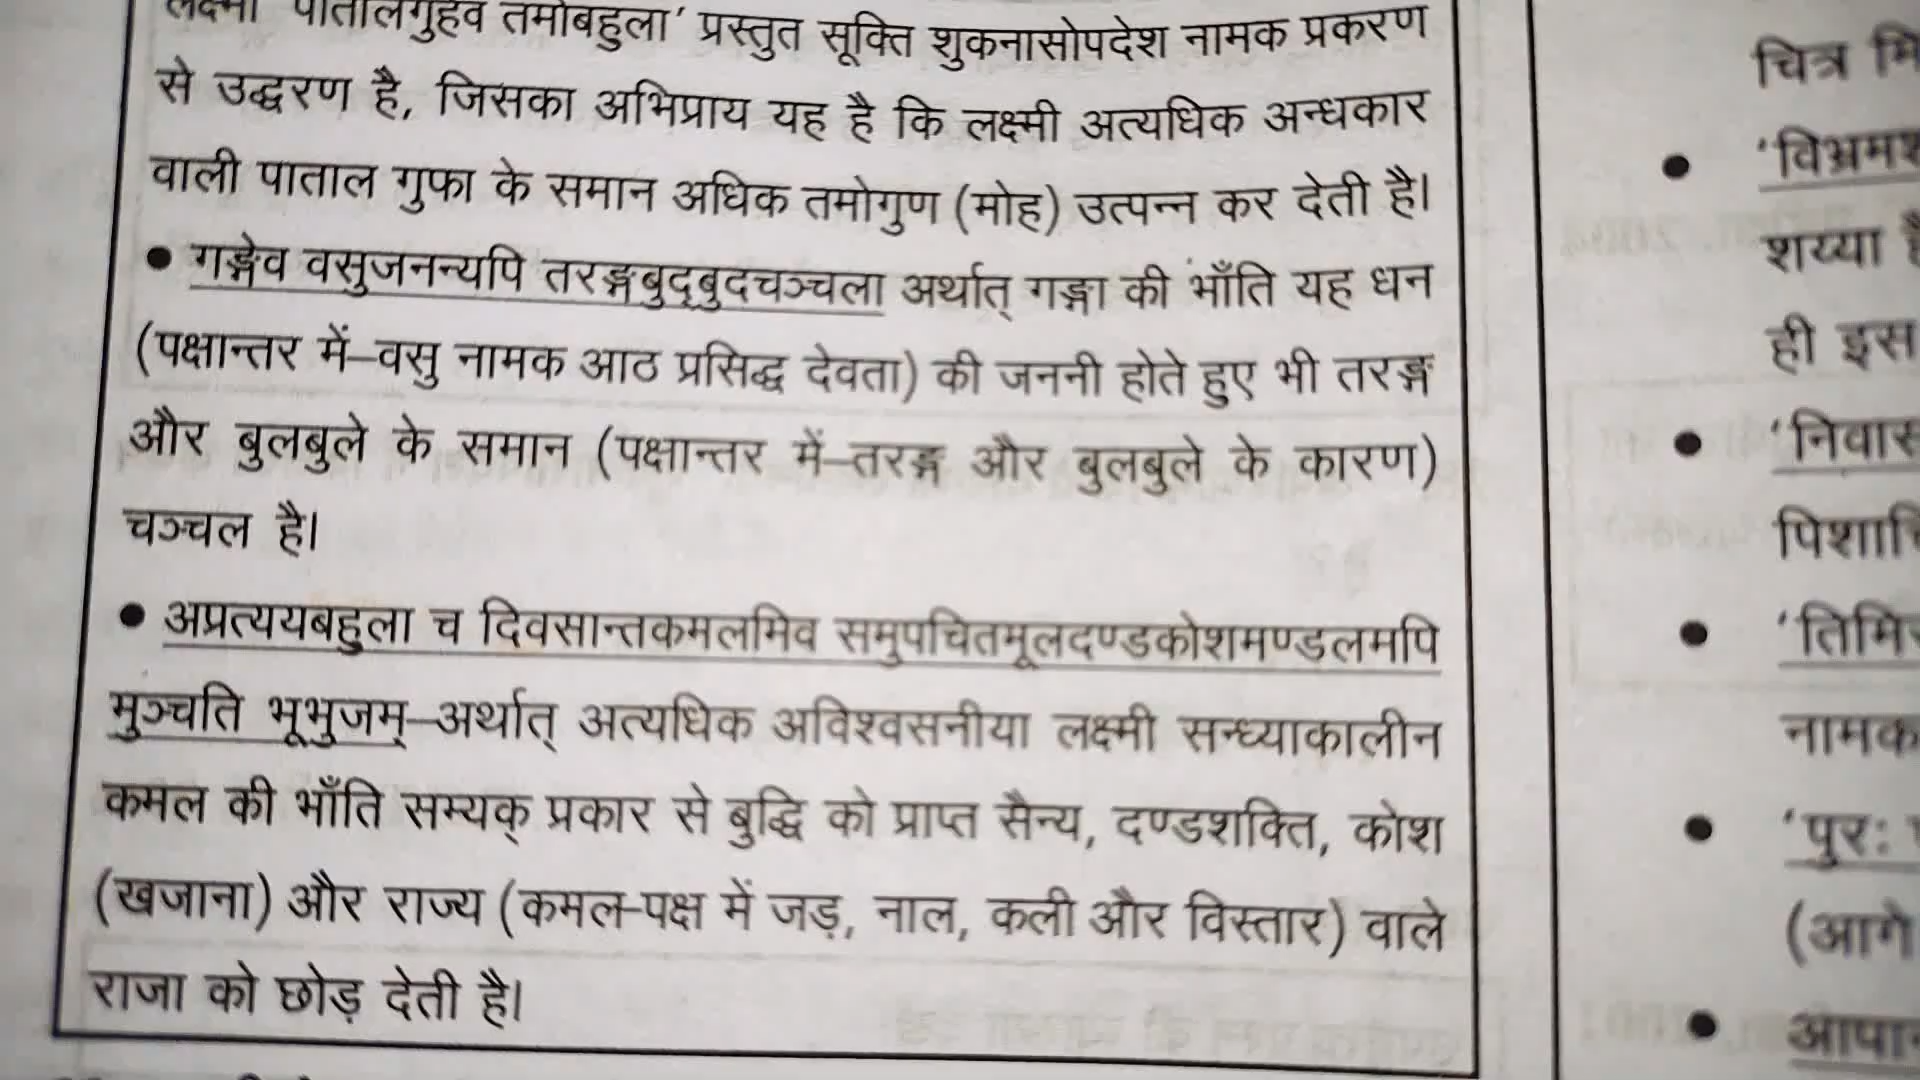 लक्ष्मी 'पातालगुहेव तमोबहुला' प्रस्तुत सूक्ति शुकनासोपदेश नामक प्रकरण
से उद्धरण है, जिसका अभिप्राय यह है कि लक्ष्मी अत्यधिक अन्धकार
वाली पाताल गुफा के समान अधिक तमोगुण (मोह) उत्पन्न कर देती है।
• गङ्गेव वसुजनन्यपि तरङ्गबुद्बुदचञ्चला अर्थात् गङ्गा की भाँति यह धन
(पक्षान्तर में–वसु नामक आठ प्रसिद्ध देवता) की जननी होते हुए भी तरङ्ग
और बुलबुले के समान (पक्षान्तर में–तरङ्ग और बुलबुले के कारण)
चञ्चल है।
• अप्रत्ययबहुला च दिवसान्तकमलमिव समुपचितमूलदण्डकोशमण्डलमपि
मुञ्चति भूभुजम्–अर्थात् अत्यधिक अविश्वसनीया लक्ष्मी सन्ध्याकालीन
कमल की भाँति सम्यक् प्रकार से बुद्धि को प्राप्त सैन्य, दण्डशक्ति, कोश
(खजाना) और राज्य (कमल-पक्ष में जड़, नाल, कली और विस्तार) वाले
राजा को छोड़ देती है।
चित्र
•
शय्या
ही इस
•
•
नामक
• 'पुरः
(आगे
•